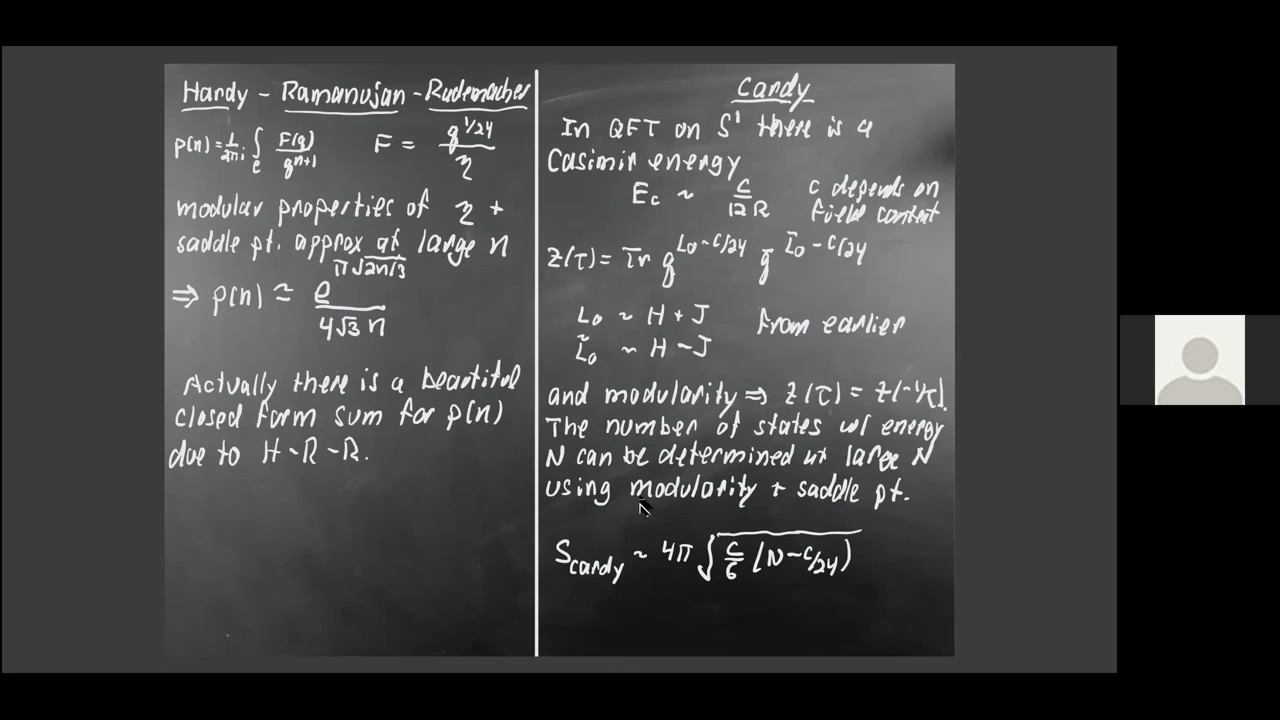 Hardy - Ramanujan - Rademacher
p(n) = 1/2πi ∫_C F(q)/q^{n+1} F = q^{1/24}/η
modular properties of η +
saddle pt. approx at large n
⇒ p(n) ≈ e^{π√2n/3}/4√3 n
Actually there is a beautiful
closed form sum for p(n)
due to H-R-R.
Cardy
In QFT on S¹ there is a
Casimir energy
E_c ~ c/12R c depends on
field content
Z(τ) = Tr q^{L₀-c/24} q̄^{L̄₀-c/24}
L₀ ~ H + J from earlier
L̄₀ ~ H - J
and modularity ⇒ Z(τ) = Z(-1/τ).
The number of states w/ energy
N can be determined at large N
using modularity + saddle pt.
S_cardy ~ 4π √(c/6 (N - c/24))